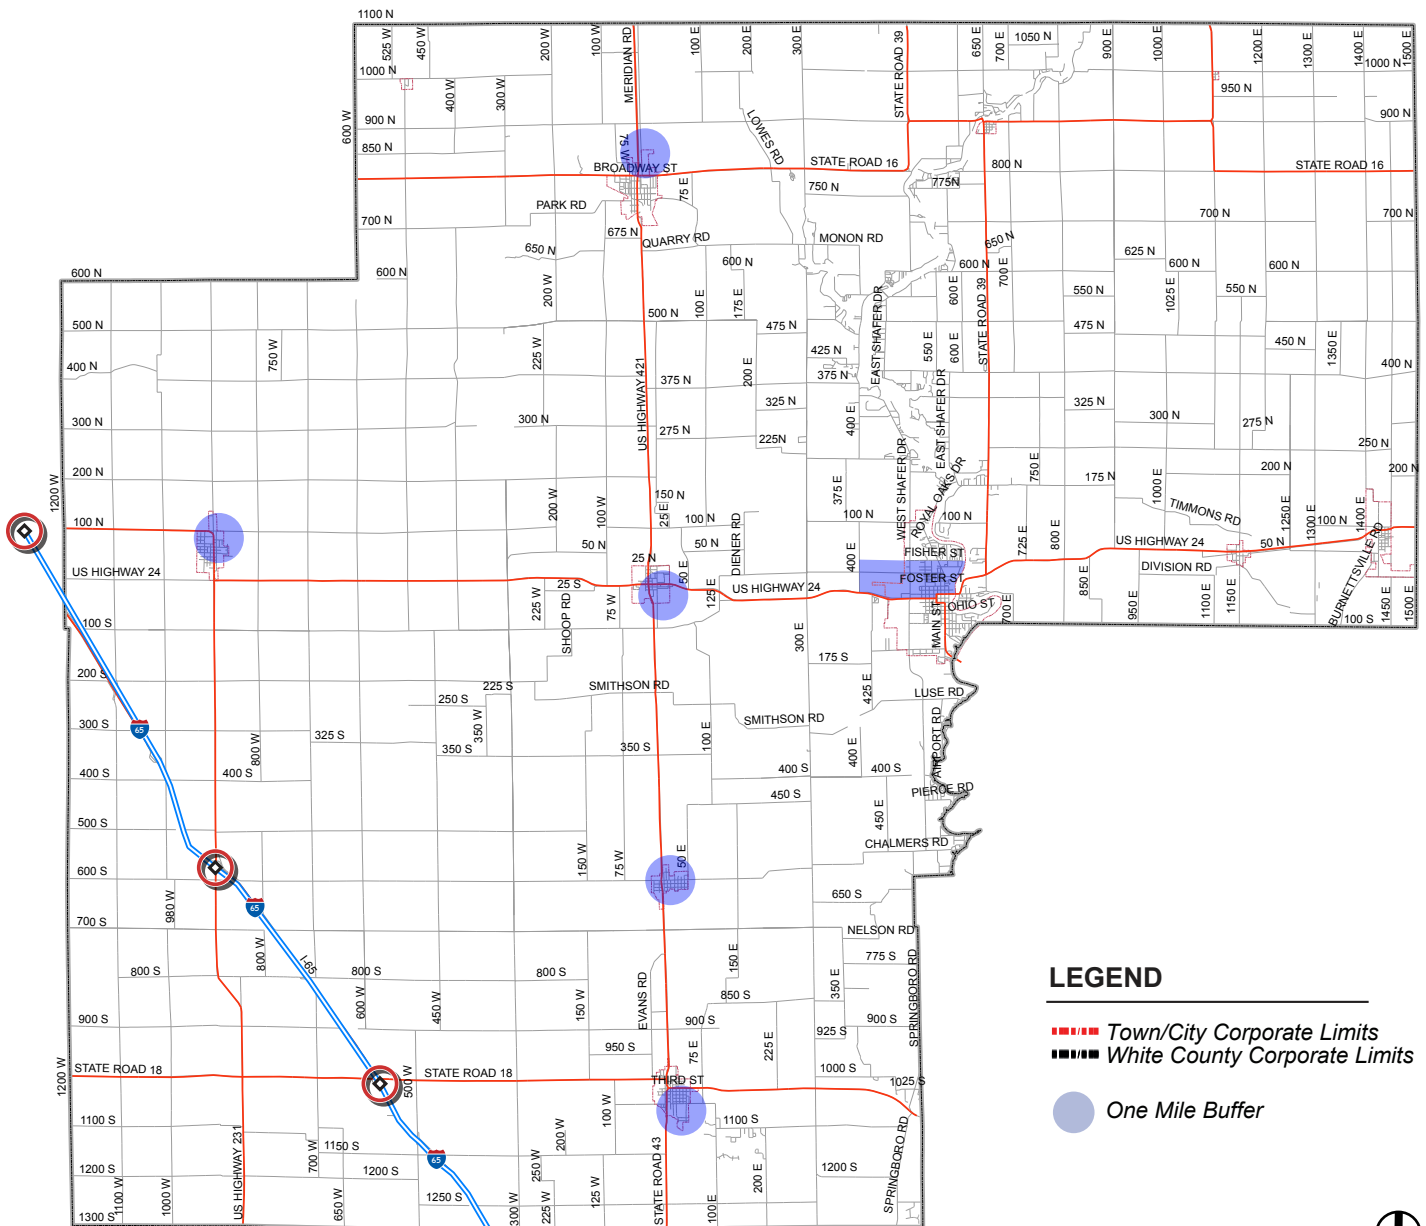 1100 N
525 W
450 W
200 W
100 W
MERIDIAN RD
100 E
200 E
300 E
STATE ROAD 39
650 E
700 E
1050 N
900 E
1000 E
1200 E
1300 E
1400 E
1500 E
1000 N
1000 N
400 W
300 W
950 N
600 W
900 N
900 N
850 N
75 W
LOWES RD
BROADWAY ST
STATE ROAD 16
800 N
STATE ROAD 16
75 E
750 N
775N
PARK RD
700 N
700 N
700 N
675 N
QUARRY RD
MONON RD
650 N
650 N
625 N
600 N
600 N
600 N
600 N
600 N
600 N
200 W
100 E
175 E
EAST SHAFER DR
600 E
700 E
550 N
1025 E
550 N
500 N
500 N
475 N
475 N
STATE ROAD 39
750 W
225 W
US HIGHWAY 421
200 E
425 N
550 E
600 E
450 N
1350 E
400 N
400 N
375 N
375 N
325 N
400 E
EAST SHAFER DR
325 N
300 N
300 N
300 N
275 N
275 N
225N
250 N
WEST SHAFER DR
ROYAL OAKS DR
200 N
200 N
200 N
1200 W
750 E
175 N
1000 E
375 E
200 W
100 W
150 N
25 E
100 N
100 N
DIENER RD
100 N
100 N
TIMMONS RD
1250 E
1300 E
100 N
1400 E
BURNETTSVILLE RD
50 N
50 N
725 E
800 E
US HIGHWAY 24
50 N
FISHER ST
400 E
US HIGHWAY 24
25 N
50 E
DIVISION RD
FOSTER ST
25 S
US HIGHWAY 24
125 E
850 E
225 W
SHOOP RD
75 W
MAIN ST
OHIO ST
700 E
950 E
1100 E
1150 E
1450 E
1500 E
100 S
100 S
300 E
175 S
200 S
225 S
SMITHSON RD
425 E
LUSE RD
250 S
350 W
SMITHSON RD
300 S
65
800 W
325 S
350 S
350 S
100 E
400 E
AIRPORT RD
400 S
400 S
400 S
400 S
450 S
PIERCE RD
450 E
500 S
150 W
75 W
50 E
CHALMERS RD
600 S
980 W
65
650 S
700 S
800 W
NELSON RD
150 E
775 S
I-65
800 S
800 S
800 S
600 W
450 W
150 W
EVANS RD
350 E
SPRINGBORO RD
850 S
900 S
900 S
925 S
900 S
950 S
75 E
225 E
1200 W
STATE ROAD 18
500 W
STATE ROAD 18
THIRD ST
1000 S
1025 S
100 W
1100 S
1100 S
SPRINGBORO RD
US HIGHWAY 231
700 W
1150 S
65
200 W
STATE ROAD 43
1200 S
1200 S
250 W
200 E
1200 S
1100 W
1000 W
650 W
1250 S
300 W
225 W
125 W
100 E
1300 S
LEGEND
Town/City Corporate Limits
White County Corporate Limits
One Mile Buffer